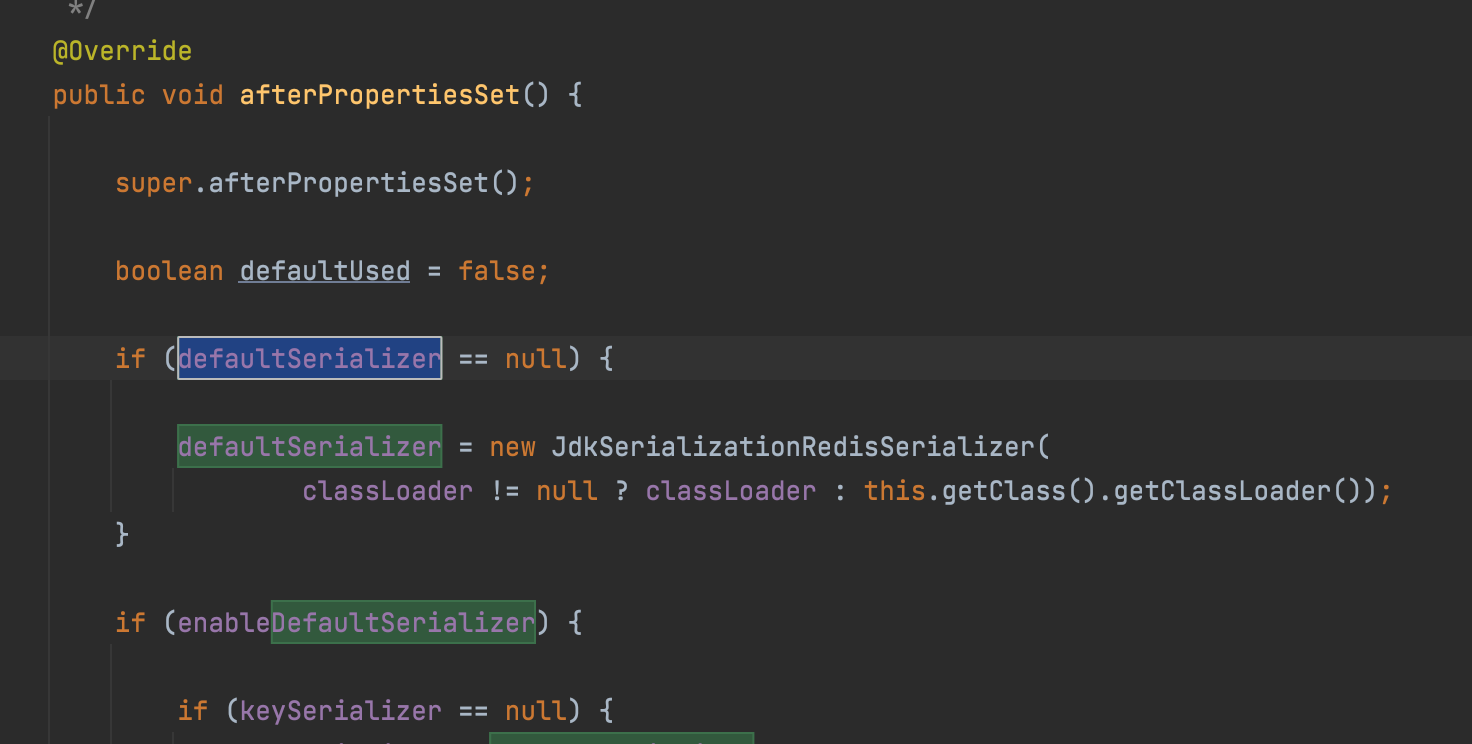 */
@Override
public void afterPropertiesSet() {
super.afterPropertiesSet();
boolean defaultUsed = false;
if (defaultSerializer == null) {
defaultSerializer = new JdkSerializationRedisSerializer(
classLoader != null ? classLoader : this.getClass().getClassLoader());
}
if (enableDefaultSerializer) {
if (keySerializer == null) {